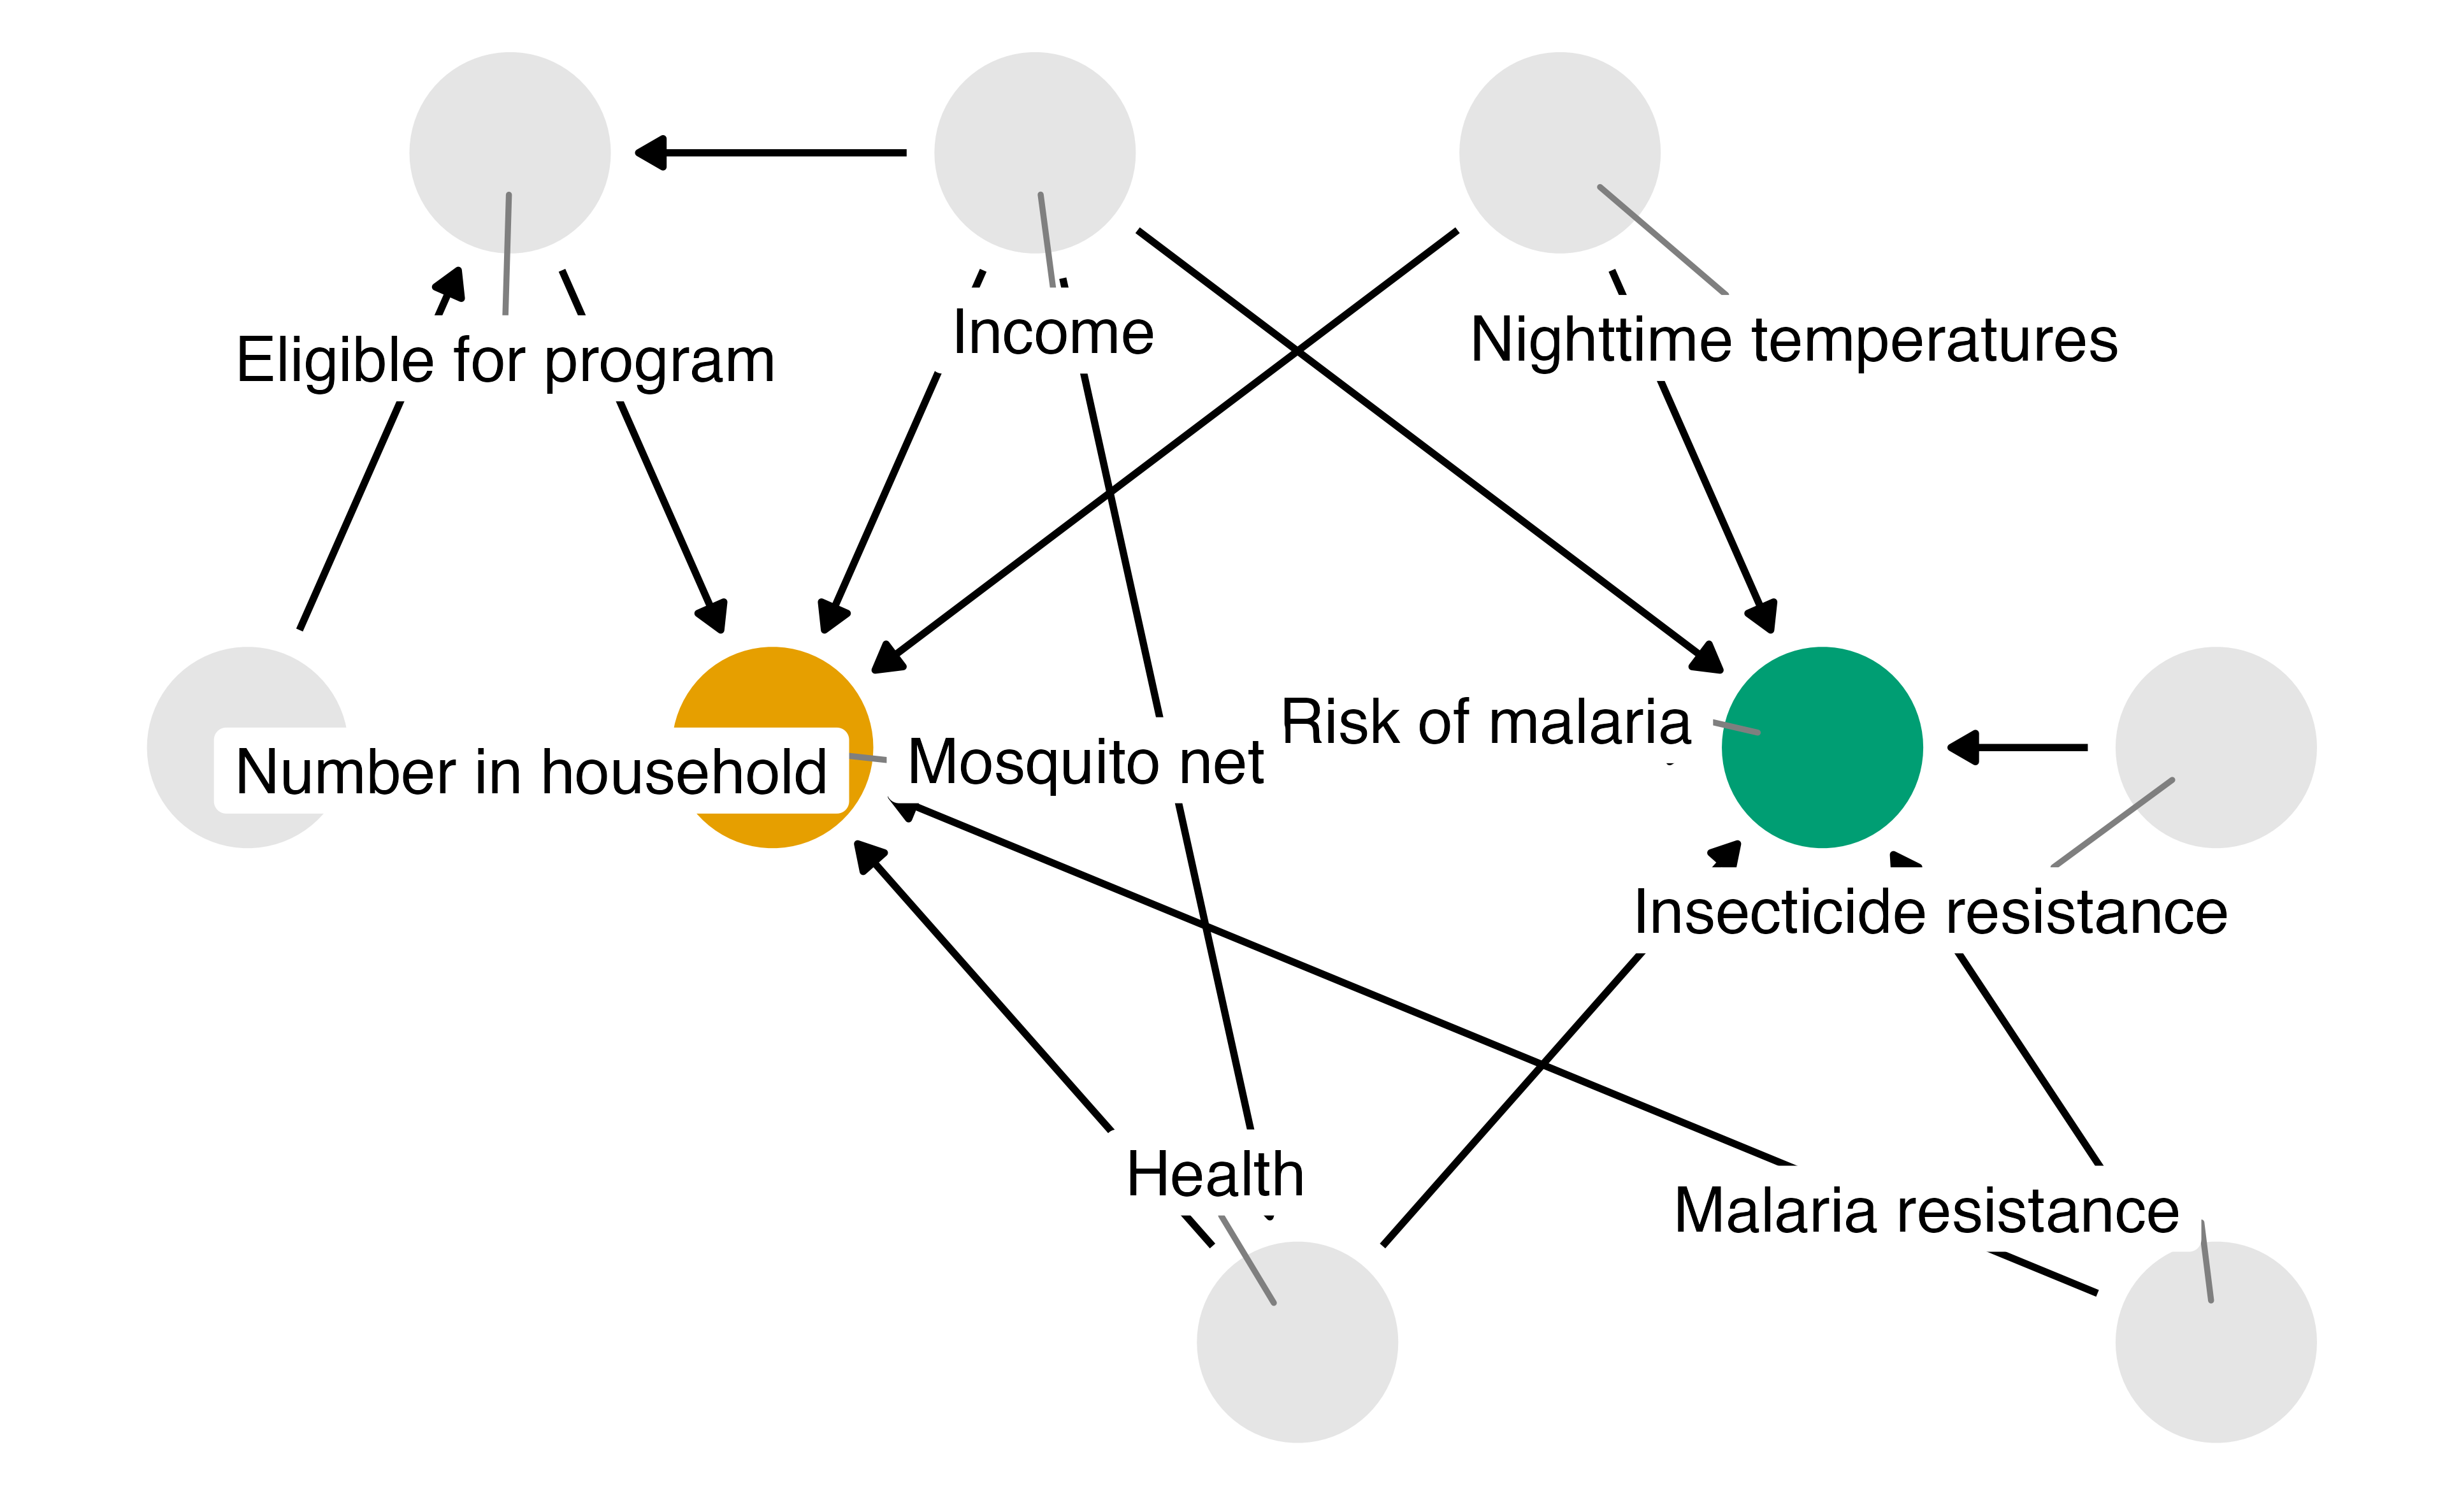 Income
Nighttime temperatures
Eligible for program
Risk of malaria
Mosquito net
Number in household
Insecticide resistance
Health
Malaria resistance